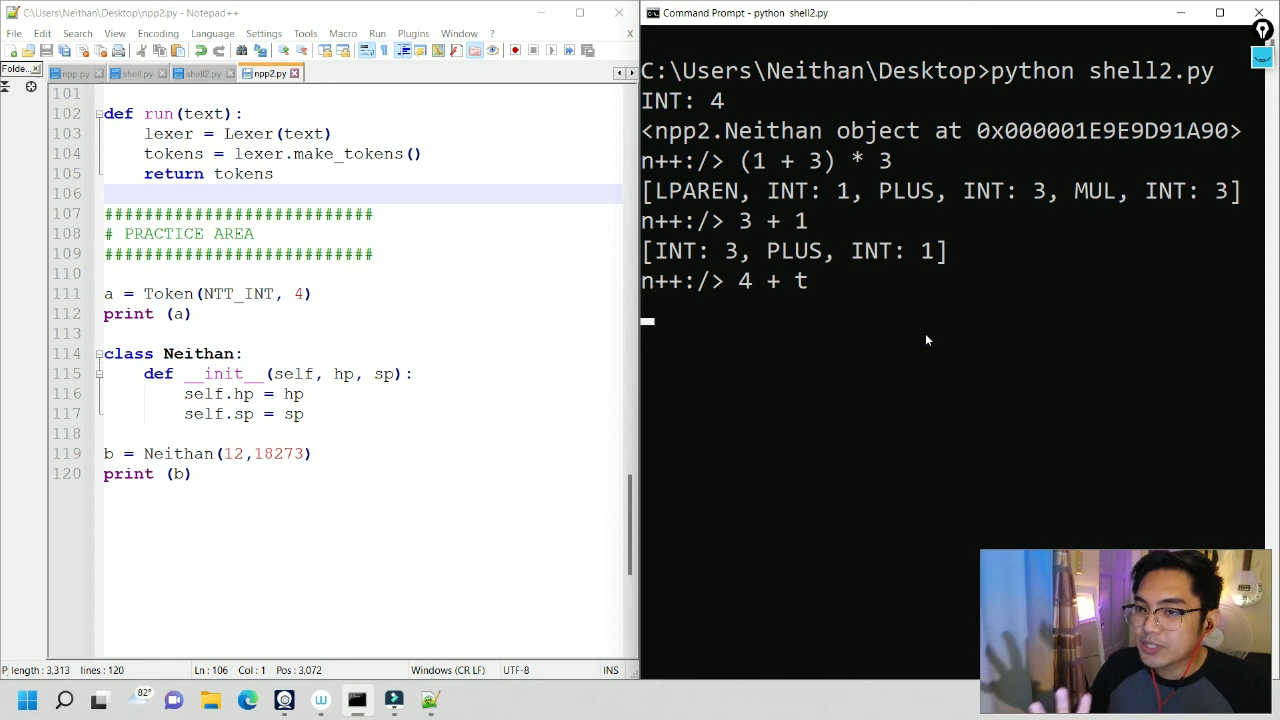 C:\Users\Neithan\Desktop\npp2.py - Notepad++
File Edit Search View Encoding Language Settings Tools Macro Run Plugins Window ? X
Folde...
npp.py shell.py shell2.py npp2.py
101
102 def run(text):
103 lexer = Lexer(text)
104 tokens = lexer.make_tokens()
105 return tokens
106
107 ###########################
108 # PRACTICE AREA
109 ###########################
110
111 a = Token(NTT_INT, 4)
112 print (a)
113
114 class Neithan:
115 def __init__(self, hp, sp):
116 self.hp = hp
117 self.sp = sp
118
119 b = Neithan(12,18273)
120 print (b)
P length : 3,313 lines : 120 Ln : 106 Col : 1 Pos : 3,072 Windows (CR LF) UTF-8 INS
Command Prompt - python shell2.py
C:\Users\Neithan\Desktop>python shell2.py
INT: 4
<npp2.Neithan object at 0x000001E9E9D91A90>
n++:/> (1 + 3) * 3
[LPAREN, INT: 1, PLUS, INT: 3, MUL, INT: 3]
n++:/> 3 + 1
[INT: 3, PLUS, INT: 1]
n++:/> 4 + t
82°